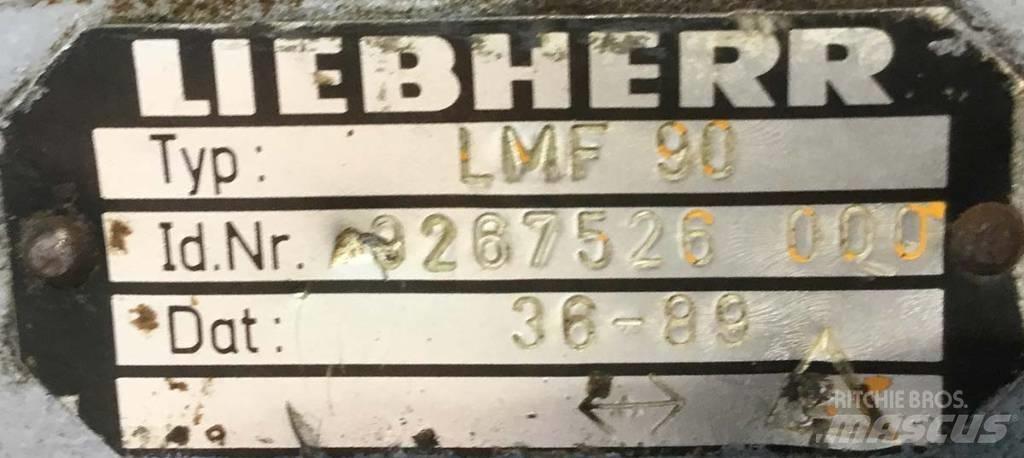 LIEBHERR
Typ: LMF 90
Id.Nr. 9267526 000
Dat: 36-89
RITCHIE BROS.
MASCUS